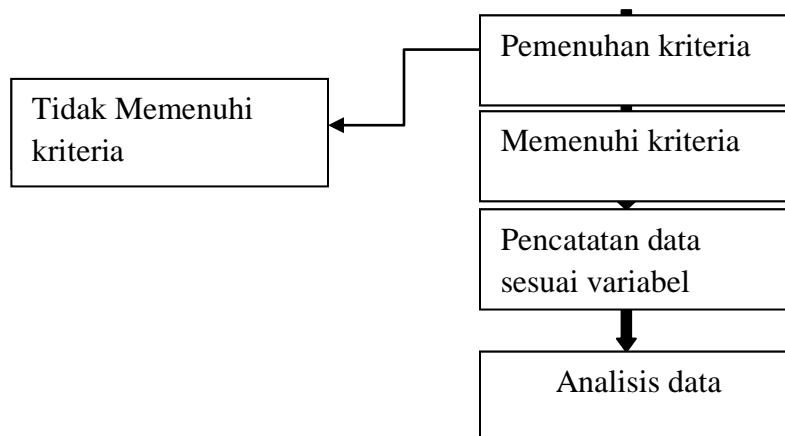 Pemenuhan kriteria
Tidak Memenuhi
kriteria
Memenuhi kriteria
Pencatatan data
sesuai variabel
Analisis data